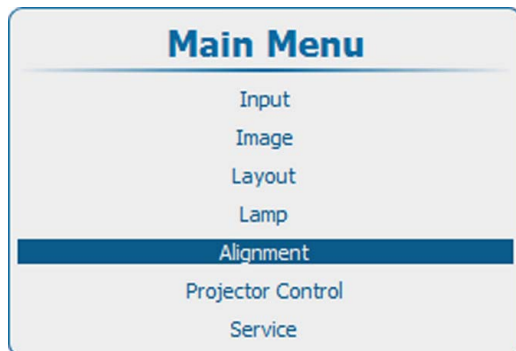 Main Menu
Input
Image
Layout
Lamp
Alignment
Projector Control
Service